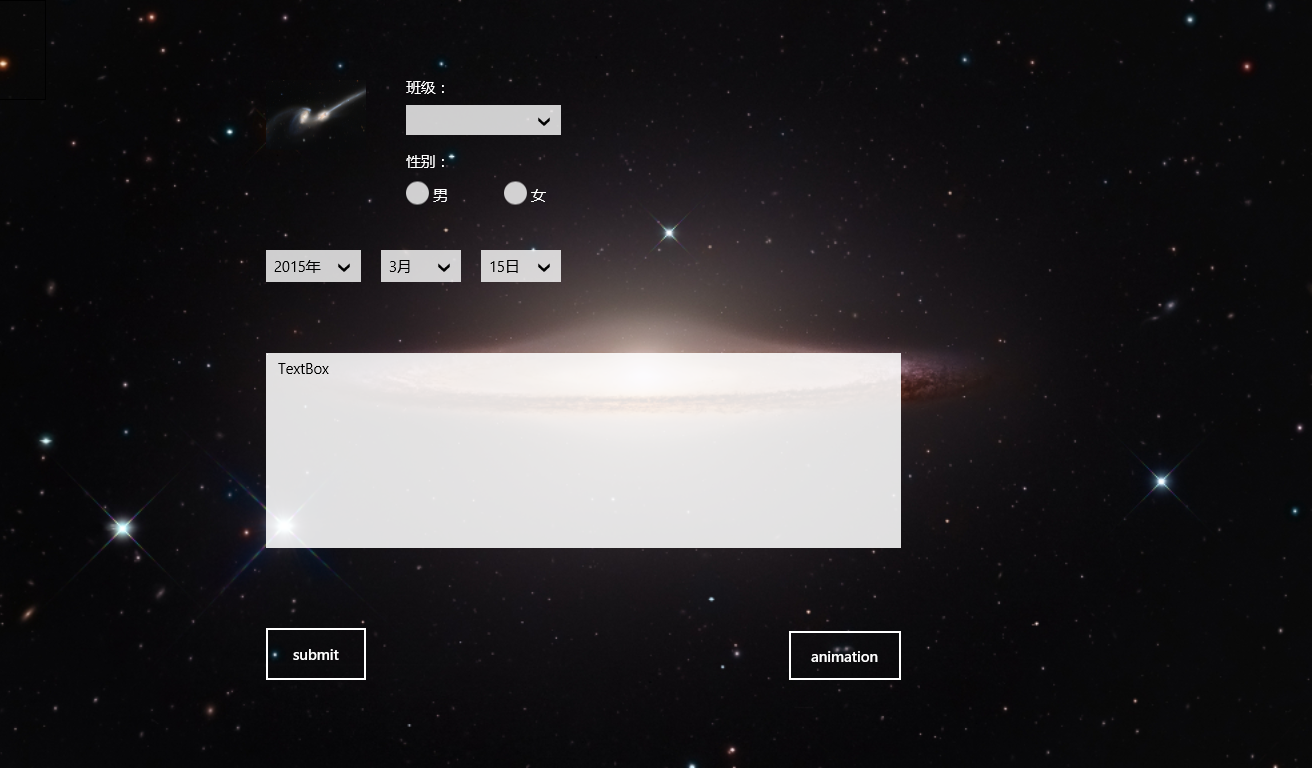 班级：
性别：
男 女
2015年 3月 15日
TextBox
submit animation